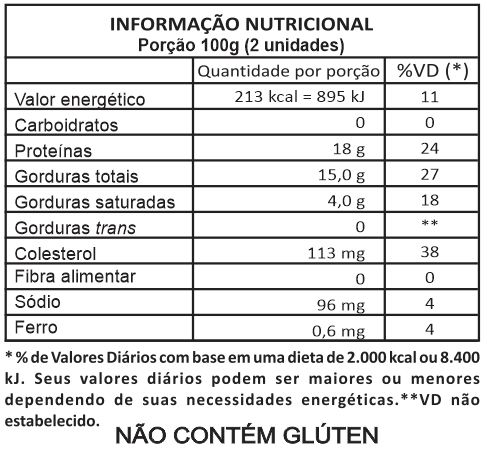 INFORMAÇÃO NUTRICIONAL
Porção 100g (2 unidades)
Quantidade por porção %VD (*)
Valor energético 213 kcal = 895 kJ 11
Carboidratos 0 0
Proteínas 18 g 24
Gorduras totais 15,0 g 27
Gorduras saturadas 4,0 g 18
Gorduras trans 0 **
Colesterol 113 mg 38
Fibra alimentar 0 0
Sódio 96 mg 4
Ferro 0,6 mg 4
* % de Valores Diários com base em uma dieta de 2.000 kcal ou 8.400
kJ. Seus valores diários podem ser maiores ou menores
dependendo de suas necessidades energéticas.**VD não
estabelecido.
NÃO CONTÉM GLÚTEN